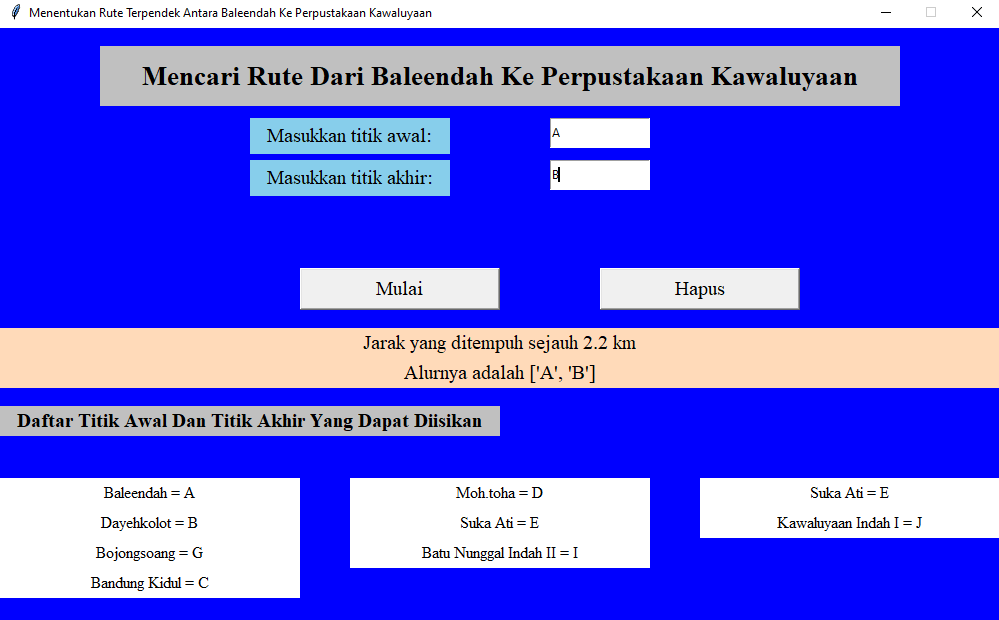 Menentukan Rute Terpendek Antara Baleendah Ke Perpustakaan Kawaluyaan
Mencari Rute Dari Baleendah Ke Perpustakaan Kawaluyaan
Masukkan titik awal:
A
Masukkan titik akhir:
B
Mulai
Hapus
Jarak yang ditempuh sejauh 2.2 km
Alurnya adalah ['A', 'B']
Daftar Titik Awal Dan Titik Akhir Yang Dapat Diisikan
Baleendah = A
Dayehkolot = B
Bojongsoang = G
Bandung Kidul = C
Moh.toha = D
Suka Ati = E
Batu Nunggal Indah II = I
Suka Ati = E
Kawaluyaan Indah I = J